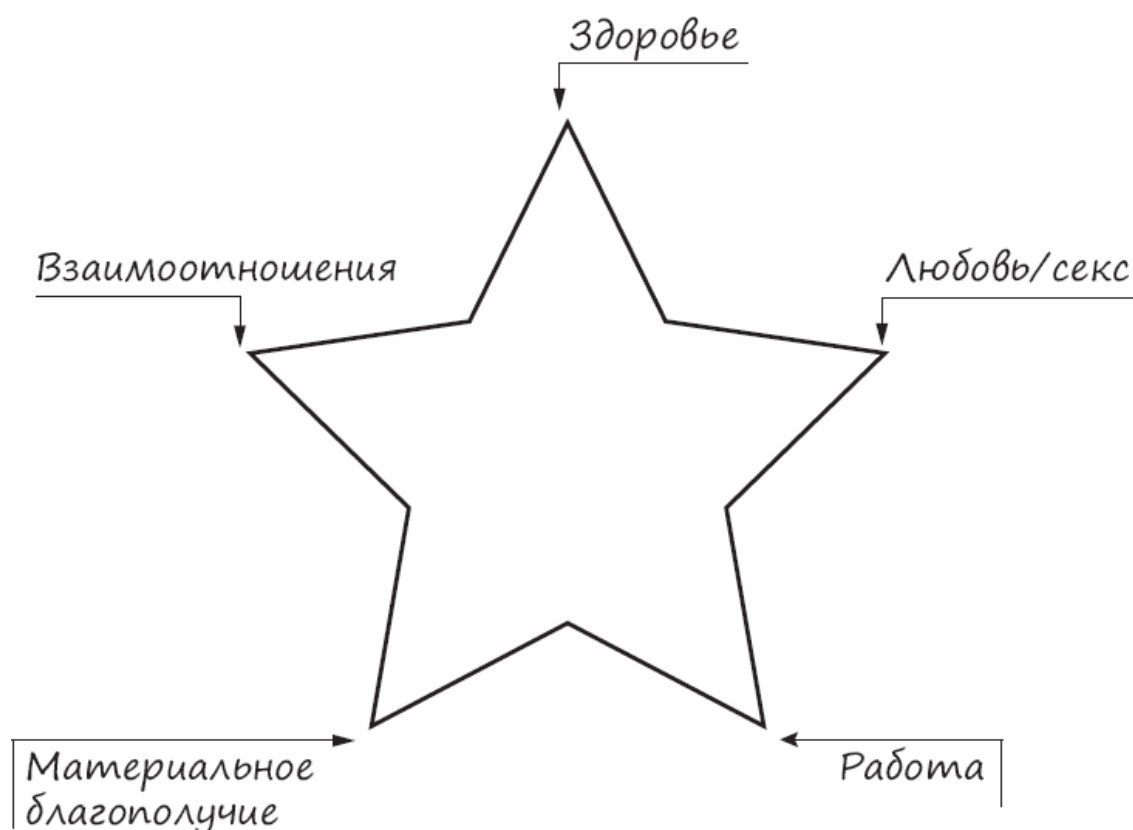 Здоровье
Взаимоотношения
Любовь/секс
Материальное
благополучие
Работа